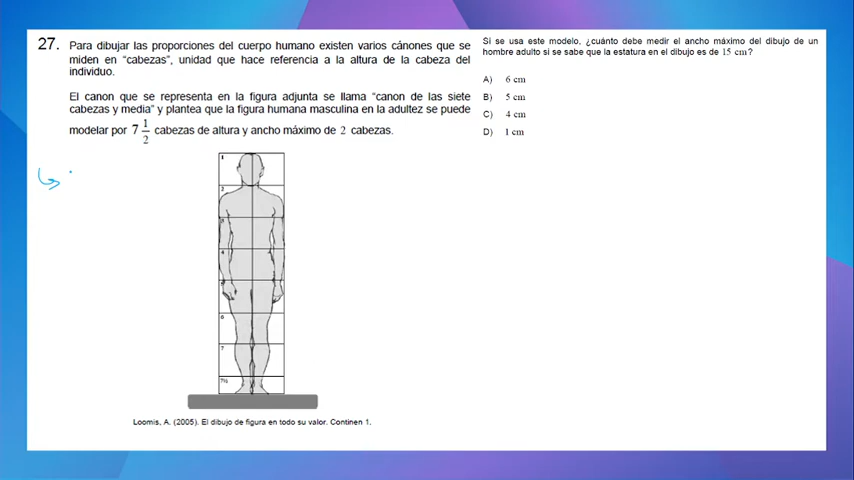 27. Para dibujar las proporciones del cuerpo humano existen varios cánones que se
miden en "cabezas", unidad que hace referencia a la altura de la cabeza del
individuo.
El canon que se representa en la figura adjunta se llama "canon de las siete
cabezas y media" y plantea que la figura humana masculina en la adultez se puede
modelar por 7 1/2 cabezas de altura y ancho máximo de 2 cabezas.
1
2
3
4
5
6
7
7½
Loomis, A. (2005). El dibujo de figura en todo su valor. Continen 1.
Si se usa este modelo, ¿cuánto debe medir el ancho máximo del dibujo de un
hombre adulto si se sabe que la estatura en el dibujo es de 15 cm?
A) 6 cm
B) 5 cm
C) 4 cm
D) 1 cm